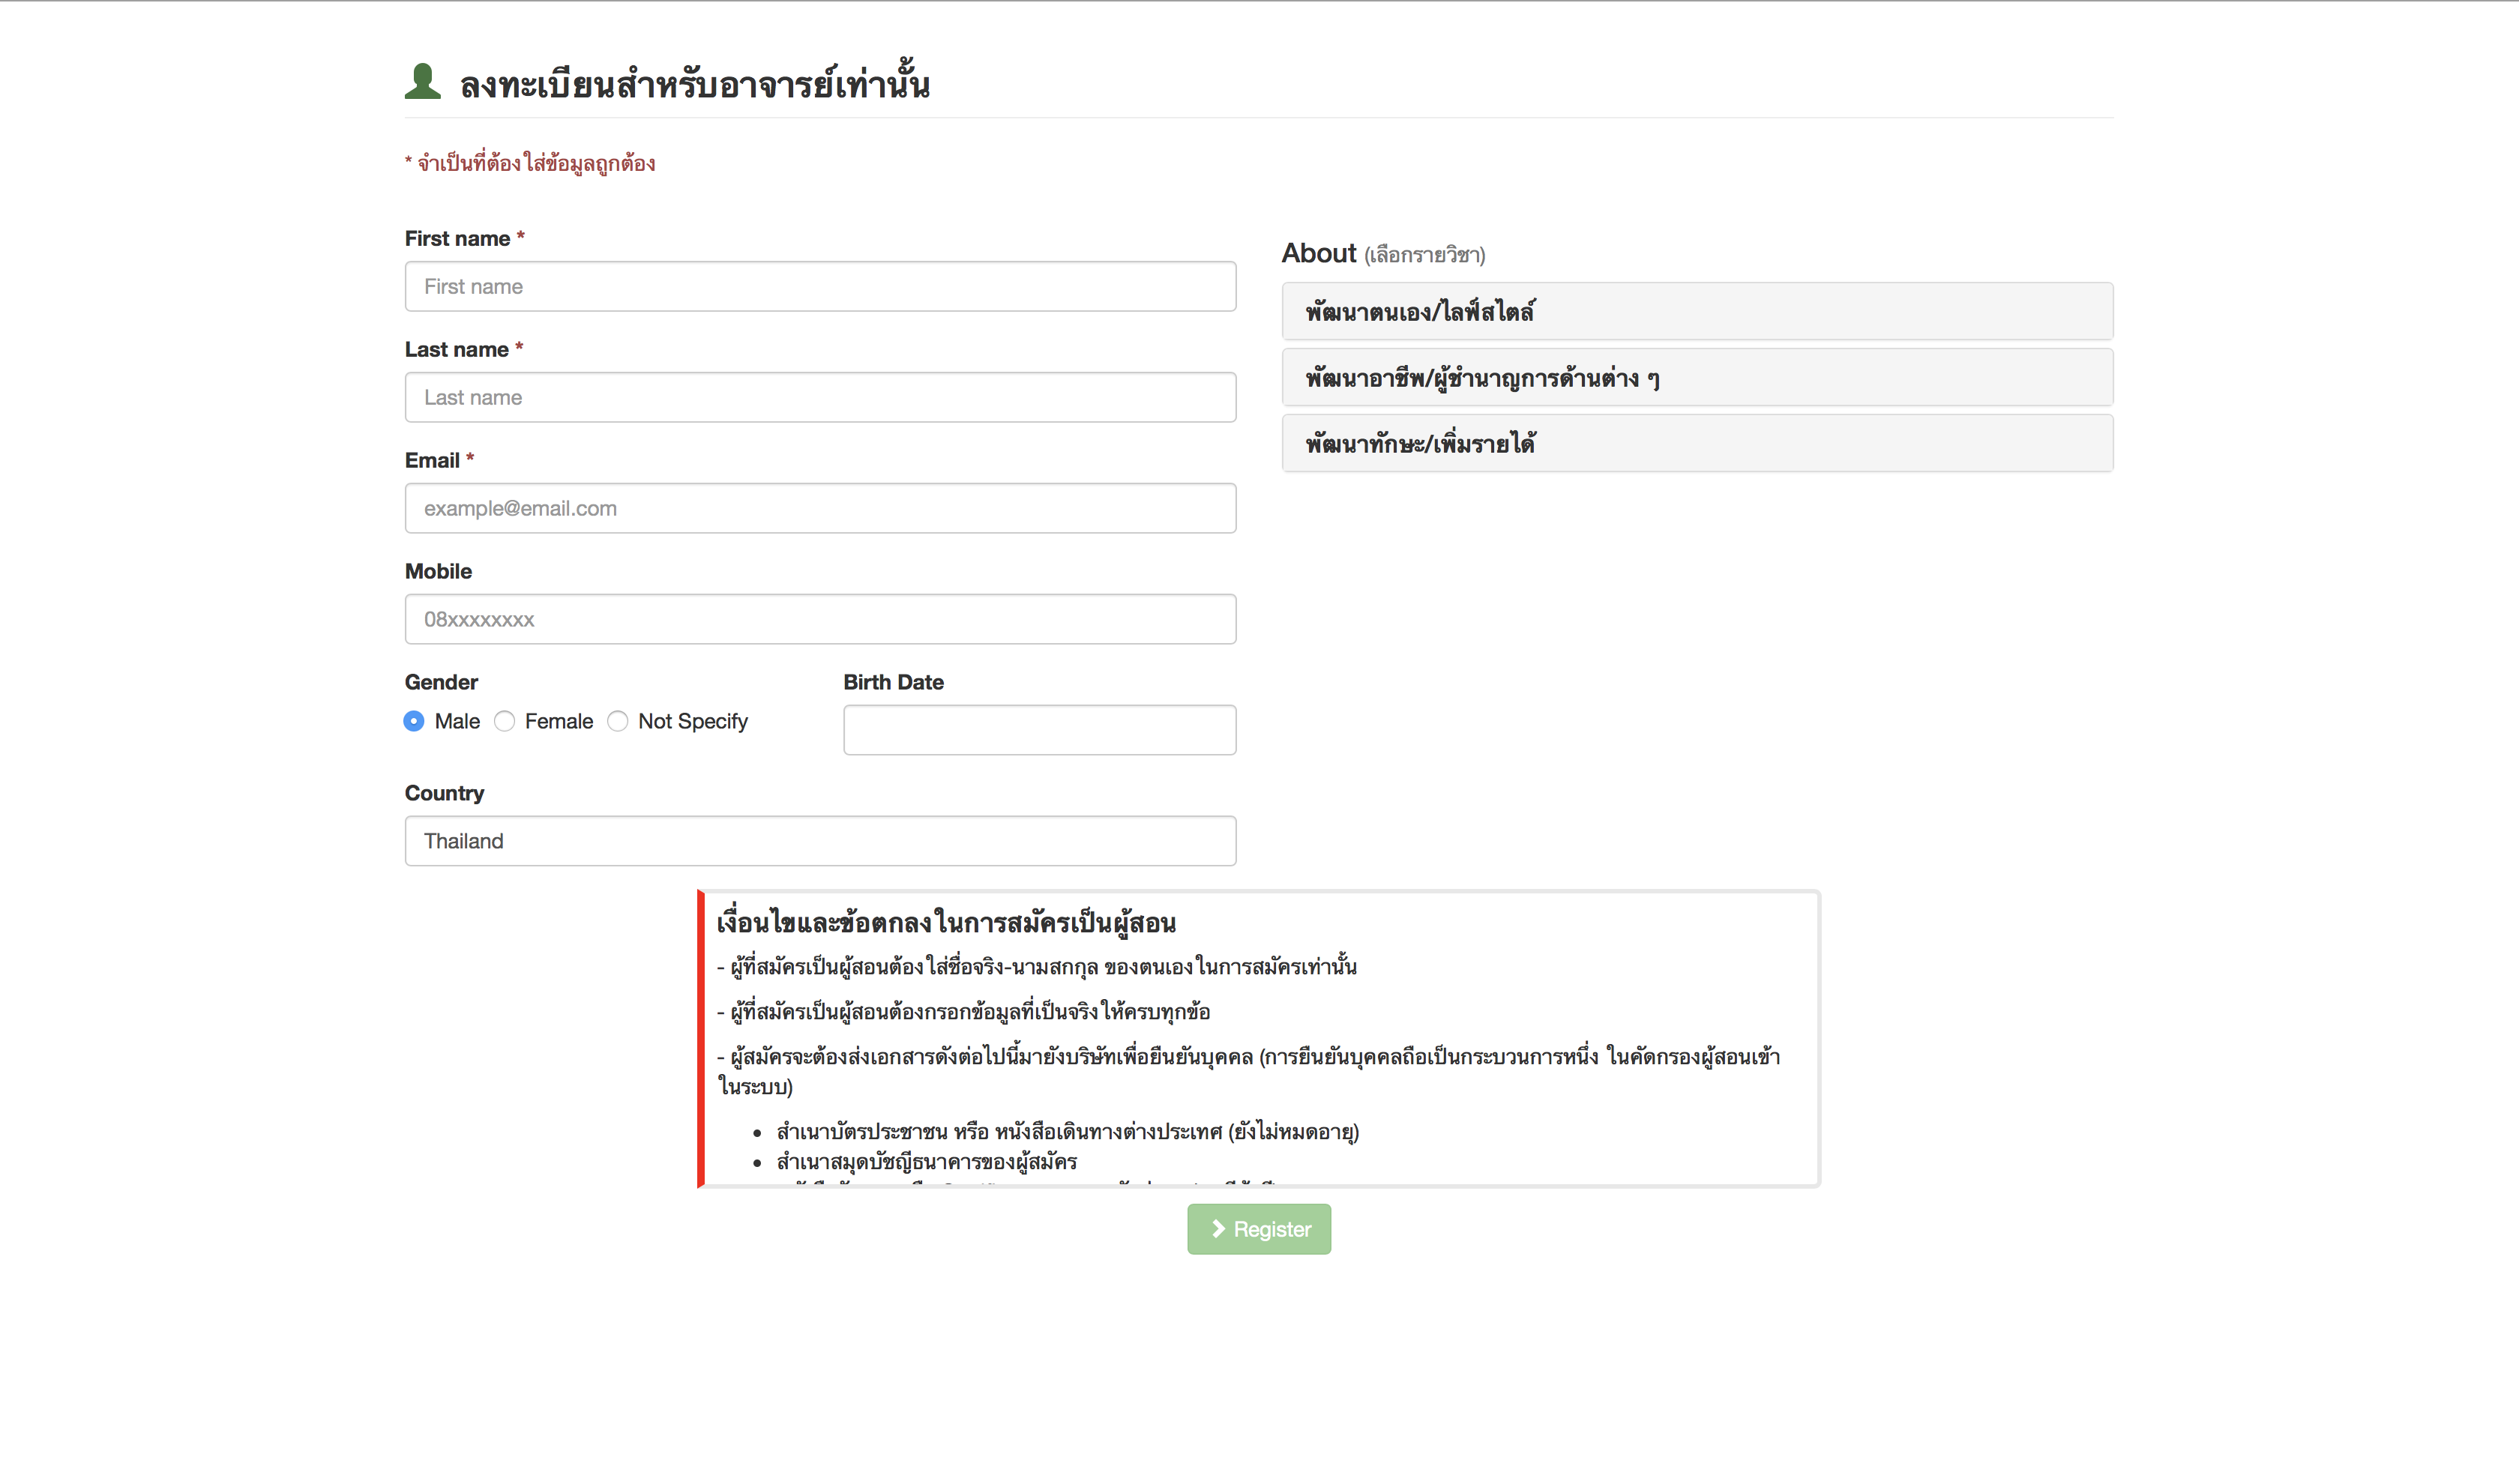 ลงทะเบียนสำหรับอาจารย์เท่านั้น
* จำเป็นที่ต้องใส่ข้อมูลถูกต้อง
First name *
First name
Last name *
Last name
Email *
example@email.com
Mobile
08xxxxxxxx
Gender
Male Female Not Specify
Birth Date
Country
Thailand
About (เลือกรายวิชา)
พัฒนาตนเอง/ไลฟ์สไตล์
พัฒนาอาชีพ/ผู้ชำนาญการด้านต่าง ๆ
พัฒนาทักษะ/เพิ่มรายได้
เงื่อนไขและข้อตกลงในการสมัครเป็นผู้สอน
- ผู้ที่สมัครเป็นผู้สอนต้องใส่ชื่อจริง-นามสกุล ของตนเองในการสมัครเท่านั้น
- ผู้ที่สมัครเป็นผู้สอนต้องกรอกข้อมูลที่เป็นจริงให้ครบทุกข้อ
- ผู้สมัครจะต้องส่งเอกสารดังต่อไปนี้มายังบริษัทเพื่อยืนยันบุคคล (การยืนยันบุคคลถือเป็นกระบวนการหนึ่ง ในคัดกรองผู้สอนเข้า
ในระบบ)
• สำเนาบัตรประชาชน หรือ หนังสือเดินทางต่างประเทศ (ยังไม่หมดอายุ)
• สำเนาสมุดบัญชีธนาคารของผู้สมัคร
Register